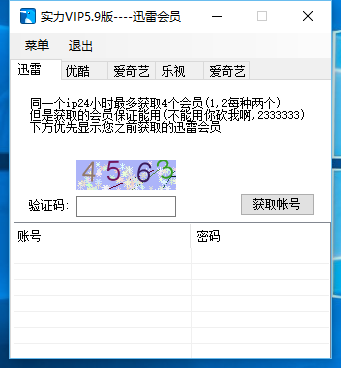 实力VIP5.9版----迅雷会员
菜单 退出
迅雷 优酷 爱奇艺 乐视 爱奇艺
同一个ip24小时最多获取4个会员(1,2每种两个)
但是获取的会员保证能用(不能用你砍我啊,2333333)
下方优先显示您之前获取的迅雷会员
4563
验证码:
获取帐号
账号 密码